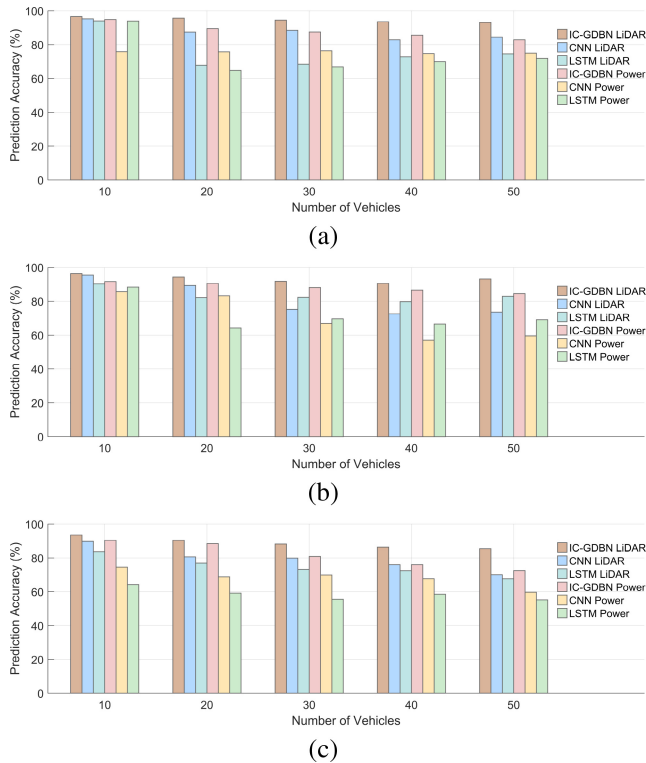 100
80
60
40
20
0
Prediction Accuracy (%)
10
20
30
40
50
Number of Vehicles
IC-GDBN LiDAR
CNN LiDAR
LSTM LiDAR
IC-GDBN Power
CNN Power
LSTM Power
(a)
100
80
60
40
20
0
Prediction Accuracy (%)
10
20
30
40
50
Number of Vehicles
IC-GDBN LiDAR
CNN LiDAR
LSTM LiDAR
IC-GDBN Power
CNN Power
LSTM Power
(b)
100
80
60
40
20
0
Prediction Accuracy (%)
10
20
30
40
50
Number of Vehicles
IC-GDBN LiDAR
CNN LiDAR
LSTM LiDAR
IC-GDBN Power
CNN Power
LSTM Power
(c)